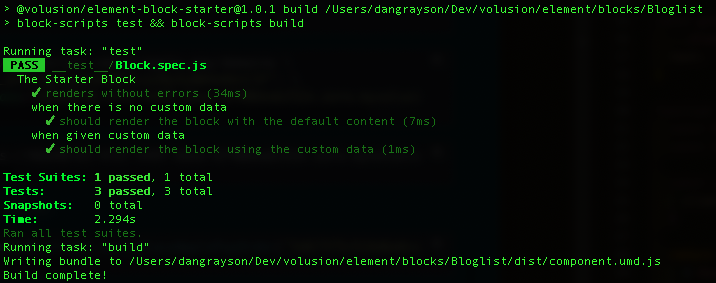 > @volusion/element-block-starter@1.0.1 build /Users/dangrayson/Dev/volusion/element/blocks/Bloglist
> block-scripts test && block-scripts build
Running task: "test"
PASS __test__/Block.spec.js
The Starter Block
✔ renders without errors (34ms)
when there is no custom data
✔ should render the block with the default content (7ms)
when given custom data
✔ should render the block using the custom data (1ms)
Test Suites: 1 passed, 1 total
Tests: 3 passed, 3 total
Snapshots: 0 total
Time: 2.294s
Ran all test suites.
Running task: "build"
Writing bundle to /Users/dangrayson/Dev/volusion/element/blocks/Bloglist/dist/component.umd.js
Build complete!